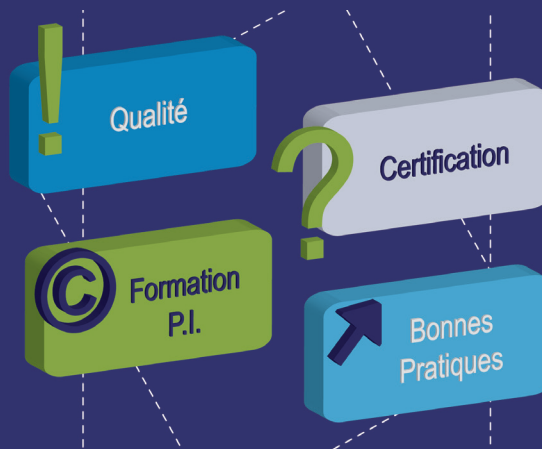 !
Qualité
?
Certification
©
Formation
P.I.
Bonnes
Pratiques